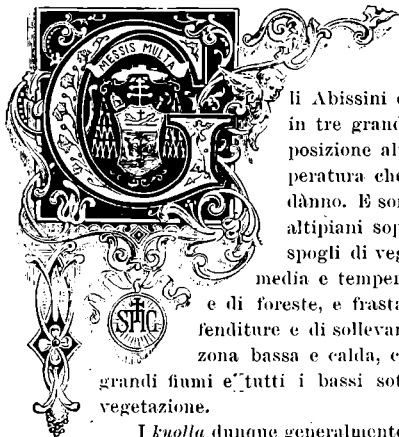 MESSIS MULTA
G
li Abissini
in tre grand
posizione al
peratura che
dànno. E son
altipiani sop
spogli di veg
media e temper
e di foreste, e frasta
fenditure e di sollevar
zona bassa e calda, c
grandi fiumi e tutti i bassi sot
vegetazione.
I kuolla dunque generalmente